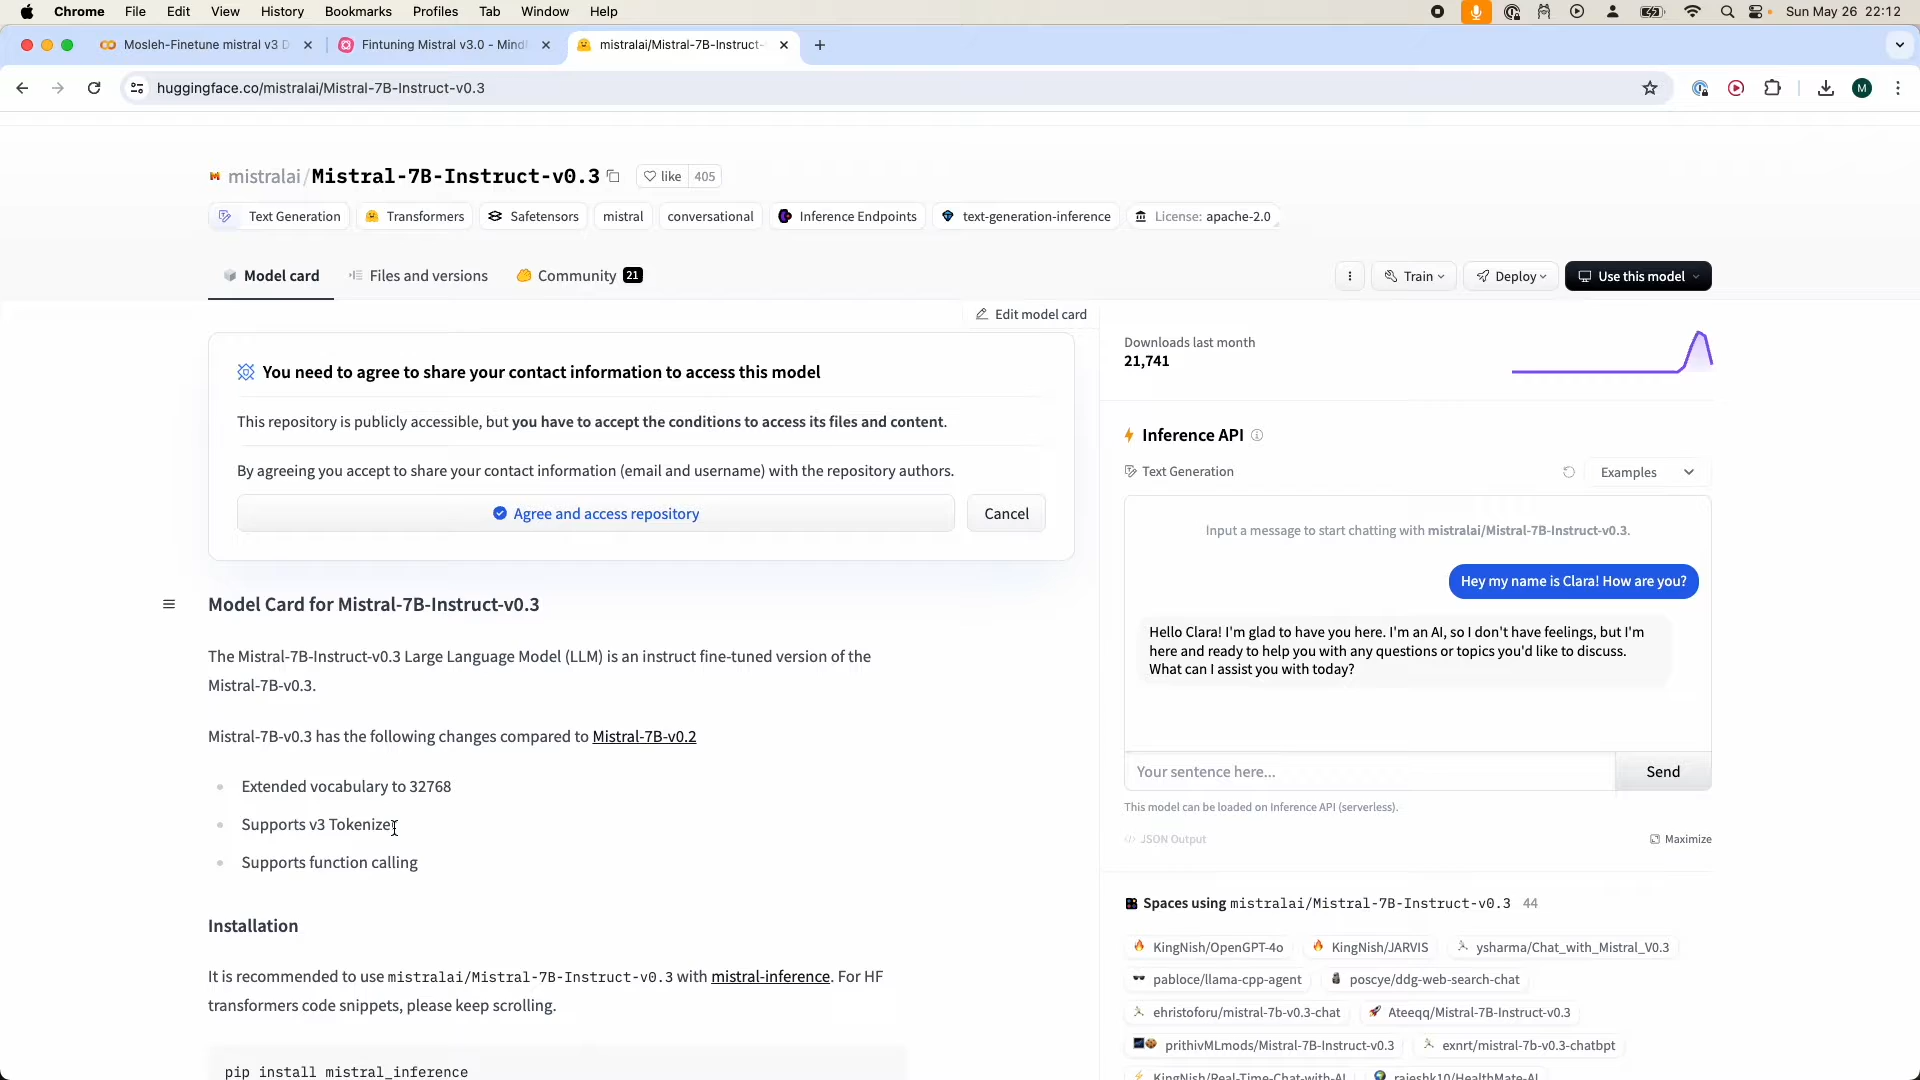 Chrome File Edit View History Bookmarks Profiles Tab Window Help Sun May 26 22:12
Mosleh-Finetune mistral v3 Fintuning Mistral v3.0 - Mind mistralai/Mistral-7B-Instruct-
huggingface.co/mistralai/Mistral-7B-Instruct-v0.3 M
mistralai/Mistral-7B-Instruct-v0.3 like 405
Text Generation Transformers Safetensors mistral conversational Inference Endpoints text-generation-inference License: apache-2.0
Model card Files and versions Community 21 Train Deploy Use this model
Edit model card
You need to agree to share your contact information to access this model
This repository is publicly accessible, but you have to accept the conditions to access its files and content.
By agreeing you accept to share your contact information (email and username) with the repository authors.
Agree and access repository Cancel
Model Card for Mistral-7B-Instruct-v0.3
The Mistral-7B-Instruct-v0.3 Large Language Model (LLM) is an instruct fine-tuned version of the
Mistral-7B-v0.3.
Mistral-7B-v0.3 has the following changes compared to Mistral-7B-v0.2
Extended vocabulary to 32768
Supports v3 Tokenizer
Supports function calling
Installation
It is recommended to use mistralai/Mistral-7B-Instruct-v0.3 with mistral-inference. For HF
transformers code snippets, please keep scrolling.
pip install mistral_inference
Downloads last month
21,741
Inference API
Text Generation Examples
Input a message to start chatting with mistralai/Mistral-7B-Instruct-v0.3.
Hey my name is Clara! How are you?
Hello Clara! I'm glad to have you here. I'm an AI, so I don't have feelings, but I'm
here and ready to help you with any questions or topics you'd like to discuss.
What can I assist you with today?
Your sentence here... Send
This model can be loaded on Inference API (serverless).
</> JSON Output Maximize
Spaces using mistralai/Mistral-7B-Instruct-v0.3 44
KingNish/OpenGPT-4o KingNish/JARVIS ysharma/Chat_with_Mistral_V0.3
pabloce/llama-cpp-agent poscye/ddg-web-search-chat
ehristoforu/mistral-7b-v0.3-chat Ateeqq/Mistral-7B-Instruct-v0.3
prithivMLmods/Mistral-7B-Instruct-v0.3 exnrt/mistral-7b-v0.3-chatbpt
KingNish/Real-Time-Chat-with-AI rajeshk10/HealthMate-AI